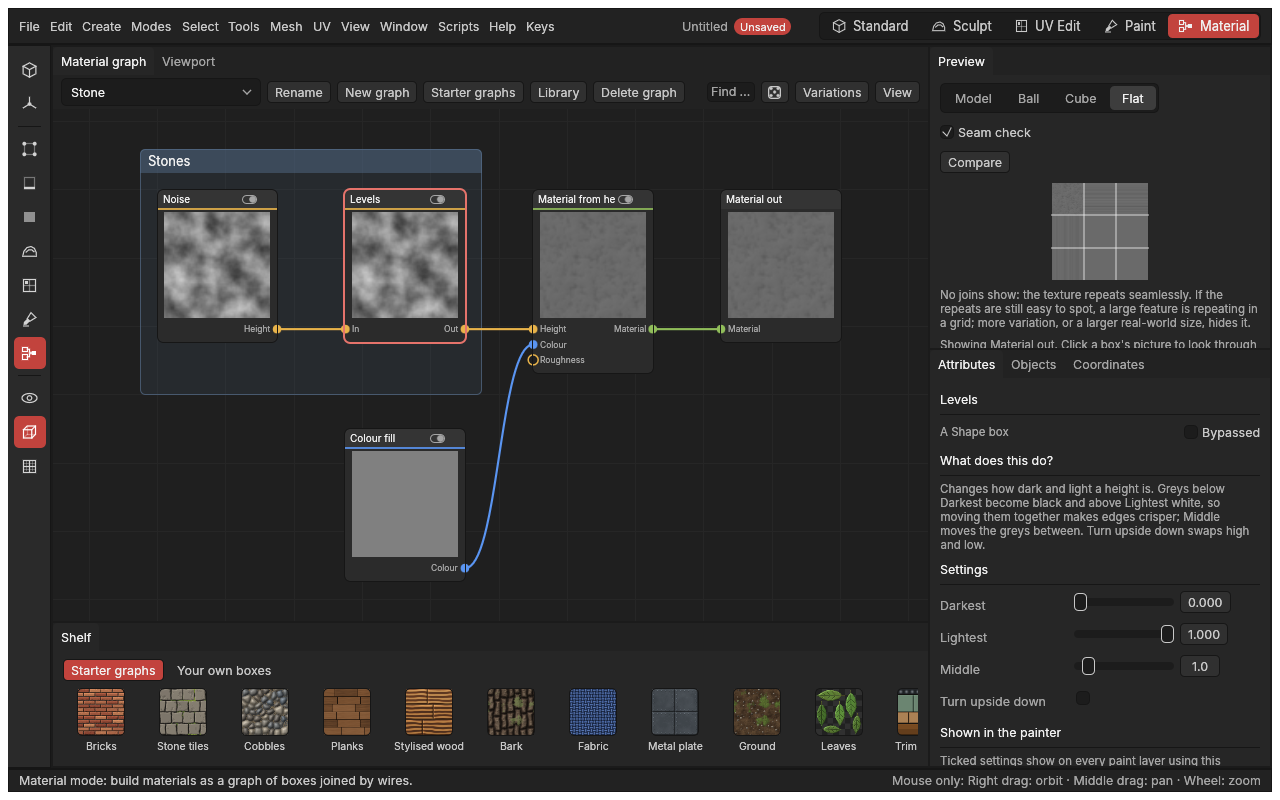 File Edit Create Modes Select Tools Mesh UV View Window Scripts Help Keys Untitled Unsaved Standard Sculpt UV Edit Paint Material
Material graph Viewport
Stone Rename New graph Starter graphs Library Delete graph Find ... Variations View
Stones
Noise
Height
Levels
In Out
Material from he
Height Material
Colour
Roughness
Material out
Material
Colour fill
Colour
Shelf
Starter graphs Your own boxes
Bricks Stone tiles Cobbles Planks Stylised wood Bark Fabric Metal plate Ground Leaves Trim
Preview
Model Ball Cube Flat
Seam check
Compare
No joins show: the texture repeats seamlessly. If the
repeats are still easy to spot, a large feature is repeating in
a grid; more variation, or a larger real-world size, hides it.
Showing Material out. Click a box's picture to look through
Attributes Objects Coordinates
Levels
A Shape box Bypassed
What does this do?
Changes how dark and light a height is. Greys below
Darkest become black and above Lightest white, so
moving them together makes edges crisper; Middle
moves the greys between. Turn upside down swaps high
and low.
Settings
Darkest 0.000
Lightest 1.000
Middle 1.0
Turn upside down
Shown in the painter
Ticked settings show on every paint layer using this
Material mode: build materials as a graph of boxes joined by wires. Mouse only: Right drag: orbit · Middle drag: pan · Wheel: zoom